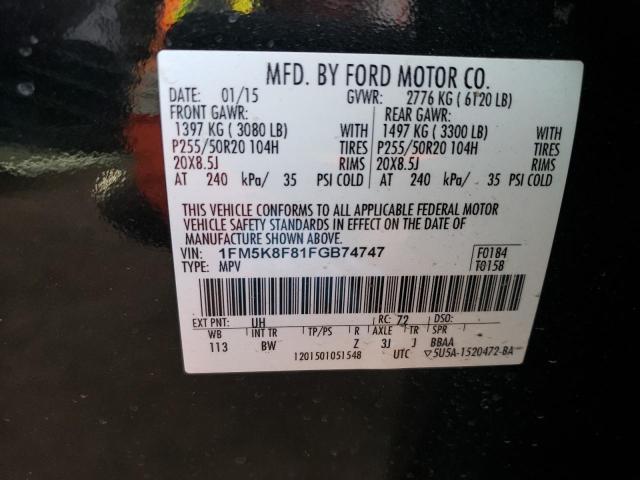 MFD. BY FORD MOTOR CO.
DATE: 01/15 GVWR: 2776 KG ( 6120 LB)
FRONT GAWR: REAR GAWR:
1397 KG ( 3080 LB) WITH 1497 KG ( 3300 LB) WITH
P255/50R20 104H TIRES P255/50R20 104H TIRES
20X8.5J RIMS 20X8.5J RIMS
AT 240 kPa/ 35 PSI COLD AT 240 kPa/ 35 PSI COLD
THIS VEHICLE CONFORMS TO ALL APPLICABLE FEDERAL MOTOR
VEHICLE SAFETY STANDARDS IN EFFECT ON THE DATE OF
MANUFACTURE SHOWN ABOVE.
VIN: 1FM5K8F81FGB74747 F0184
TYPE: MPV T0158
EXT PNT: UH RC: 72 DSO:
WB INT TR TP/PS R AXLE TR SPR
113 BW Z 3J J BBAA
1201501051548 UTC ▽5U5A-1520472-BA